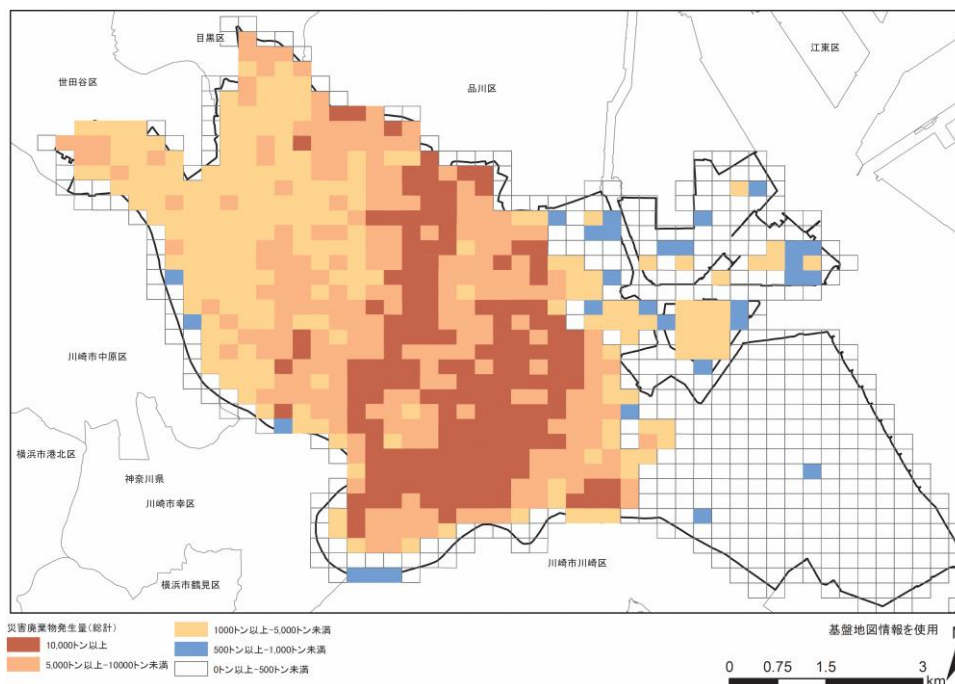 目黒区
江東区
世田谷区
品川区
川崎市中原区
横浜市港北区
神奈川県
川崎市幸区
川崎市川崎区
横浜市鶴見区
災害廃棄物発生量(総計)
10,000トン以上
5,000トン以上-10000トン未満
1000トン以上-5,000トン未満
500トン以上-1,000トン未満
0トン以上-500トン未満
基盤地図情報を使用
N
0 0.75 1.5 3
km